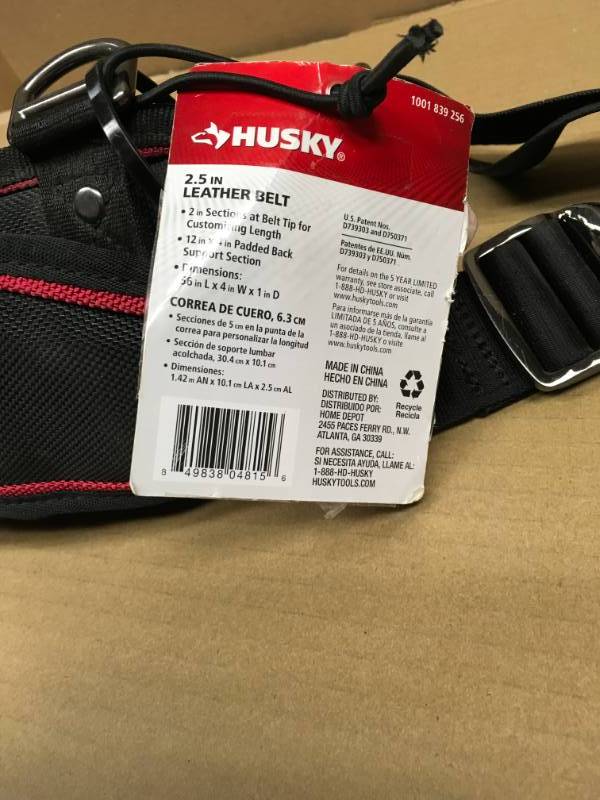 1001 839 256
HUSKY®
2.5 IN
LEATHER BELT
• 2 in Sections at Belt Tip for
Customizing Length
• 12 in x 4 in Padded Back
Support Section
• Dimensions:
56 in L x 4 in W x 1 in D
CORREA DE CUERO, 6.3 CM
• Secciones de 5 cm en la punta de la
correa para personalizar la longitud
• Sección de soporte lumbar
acolchada, 30.4 cm x 10.1 cm
• Dimensiones:
1.42 m AN x 10.1 cm LA x 2.5 cm AL
8 49838 04815 6
U.S. Patent Nos.
D739303 and D750371
Patentes de EE.UU. Núm.
D739303 y D750371
For details on the 5 YEAR LIMITED
warranty, see store associate, call
1-888-HD-HUSKY or visit
www.huskytools.com
Para informarse más de la garantía
LIMITADA DE 5 AÑOS, consulte a
un asociado de la tienda, llame al
1-888-HD-HUSKY o visite
www.huskytools.com
MADE IN CHINA
HECHO EN CHINA
DISTRIBUTED BY:
DISTRIBUIDO POR:
HOME DEPOT
2455 PACES FERRY RD., N.W.
ATLANTA, GA 30339
Recycle
Recicla
FOR ASSISTANCE, CALL:
SI NECESITA AYUDA, LLAME AL:
1-888-HD-HUSKY
HUSKYTOOLS.COM